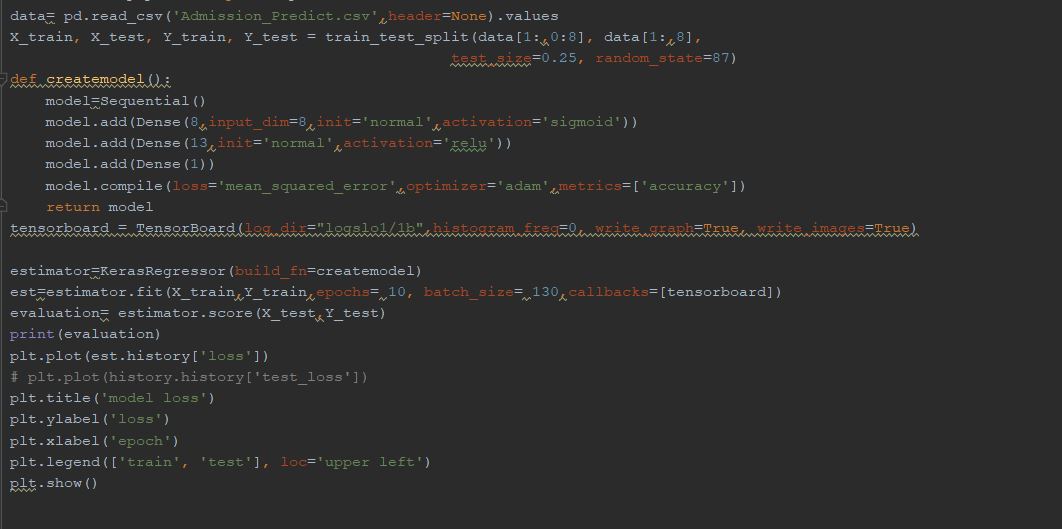 data= pd.read_csv('Admission_Predict.csv',header=None).values
X_train, X_test, Y_train, Y_test = train_test_split(data[1:,0:8], data[1:,8],
                                                    test_size=0.25, random_state=87)
def createmodel():
    model=Sequential()
    model.add(Dense(8,input_dim=8,init='normal',activation='sigmoid'))
    model.add(Dense(13,init='normal',activation='relu'))
    model.add(Dense(1))
    model.compile(loss='mean_squared_error',optimizer='adam',metrics=['accuracy'])
    return model
tensorboard = TensorBoard(log_dir="logslo1/1b",histogram_freq=0, write_graph=True, write_images=True)
estimator=KerasRegressor(build_fn=createmodel)
est=estimator.fit(X_train,Y_train,epochs= 10, batch_size= 130,callbacks=[tensorboard])
evaluation= estimator.score(X_test,Y_test)
print(evaluation)
plt.plot(est.history['loss'])
# plt.plot(history.history['test_loss'])
plt.title('model loss')
plt.ylabel('loss')
plt.xlabel('epoch')
plt.legend(['train', 'test'], loc='upper left')
plt.show()